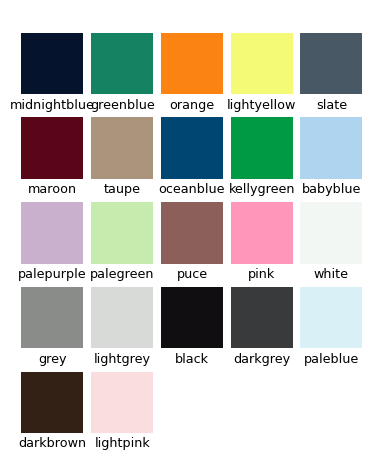 midnightblue greenblue orange lightyellow slate
maroon taupe oceanblue kellygreen babyblue
palepurple palegreen puce pink white
grey lightgrey black darkgrey paleblue
darkbrown lightpink